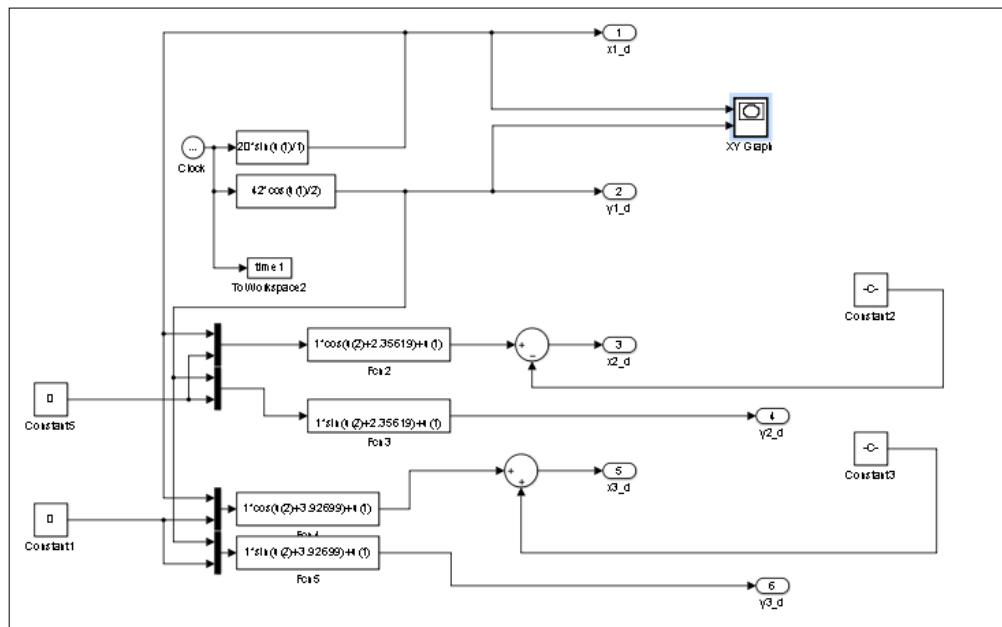 1
x1_d
20*sin(u(1)/1)
...
Clock
XY Graph
42*cos(u(1)/2)
2
y1_d
time1
To Workspace2
-C-
Constant2
1*cos(u(2)+2.35619)+u(1)
Fcn2
+
−
3
x2_d
0
Constant5
1*sin(u(2)+2.35619)+u(1)
Fcn3
4
y2_d
-C-
Constant3
+
+
5
x3_d
0
Constant1
1*cos(u(2)+3.92699)+u(1)
1*sin(u(2)+3.92699)+u(1)
Fcn5
6
y3_d